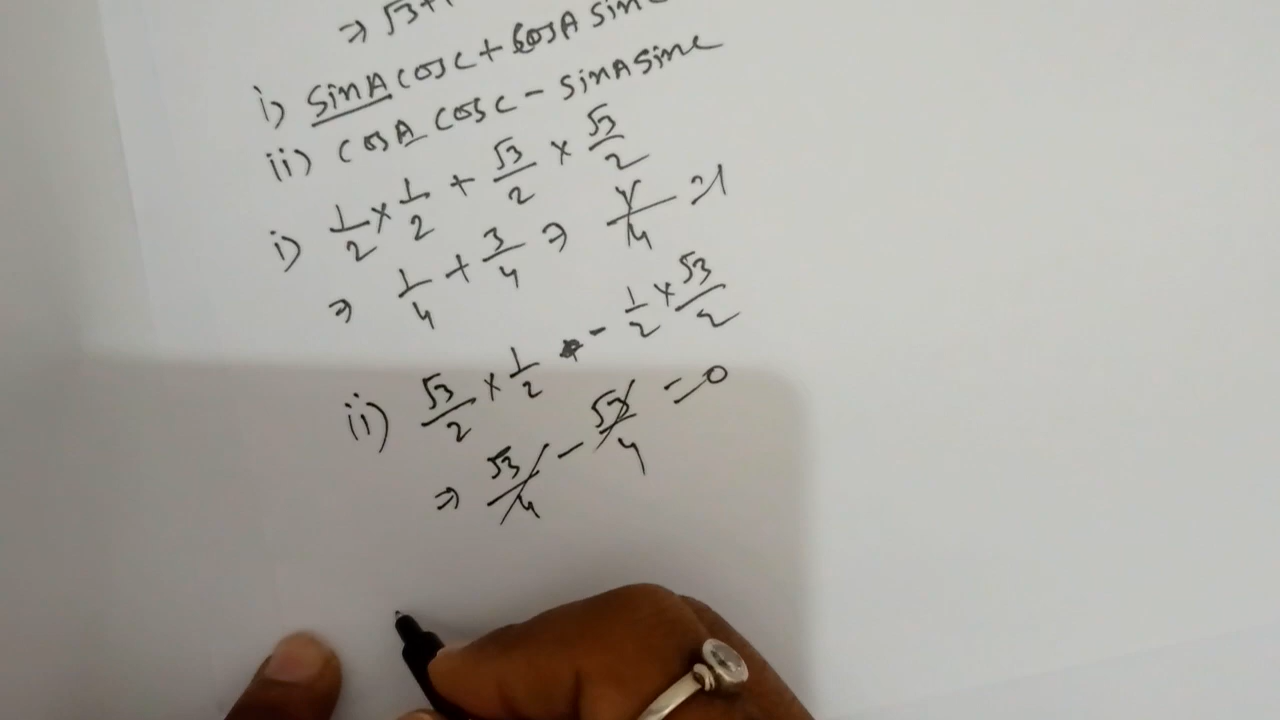 ⇒ √3+
i) sinA cosc + cosA sinc
ii) cosA cosc - sinA sinc
i) 1/2 × 1/2 + √3/2 × √3/2
⇒ 1/4 + 3/4 ⇒ 4/4 ⇒ 1
ii) √3/2 × 1/2 - 1/2 × √3/2
⇒ √3/4 - √3/4 = 0